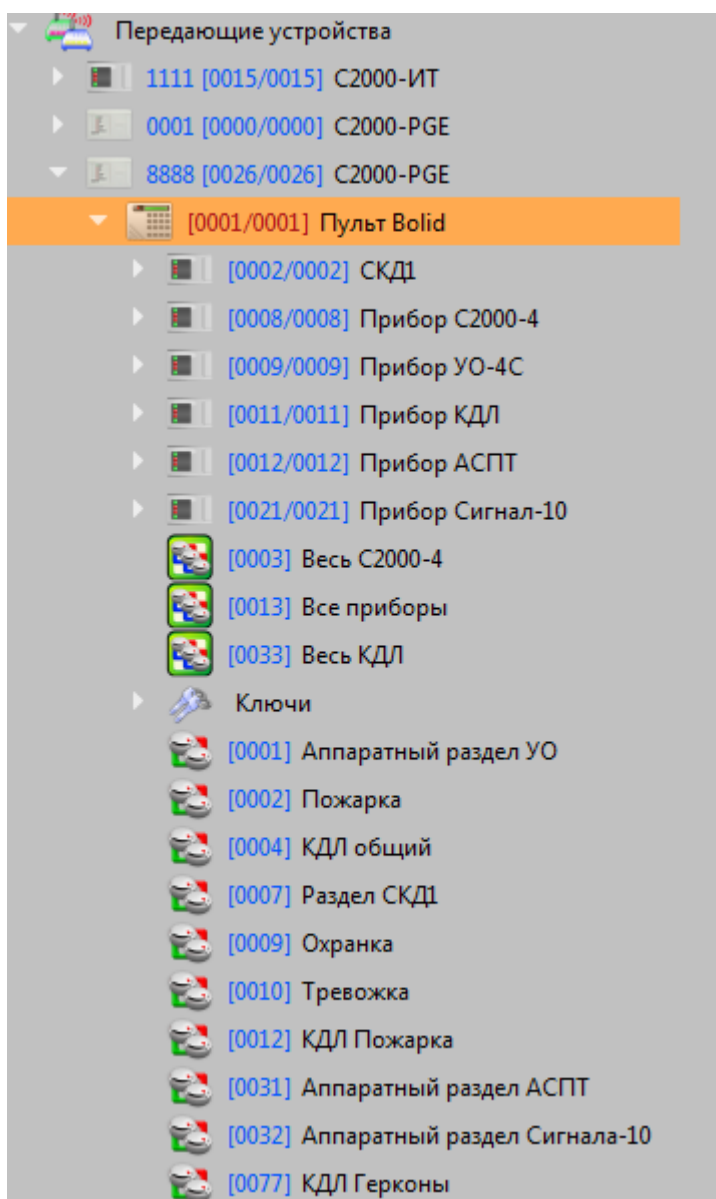 Передающие устройства
1111 [0015/0015] С2000-ИТ
0001 [0000/0000] С2000-PGE
8888 [0026/0026] С2000-PGE
[0001/0001] Пульт Bolid
[0002/0002] СКД1
[0008/0008] Прибор С2000-4
[0009/0009] Прибор УО-4С
[0011/0011] Прибор КДЛ
[0012/0012] Прибор АСПТ
[0021/0021] Прибор Сигнал-10
[0003] Весь С2000-4
[0013] Все приборы
[0033] Весь КДЛ
Ключи
[0001] Аппаратный раздел УО
[0002] Пожарка
[0004] КДЛ общий
[0007] Раздел СКД1
[0009] Охранка
[0010] Тревожка
[0012] КДЛ Пожарка
[0031] Аппаратный раздел АСПТ
[0032] Аппаратный раздел Сигнала-10
[0077] КДЛ Герконы